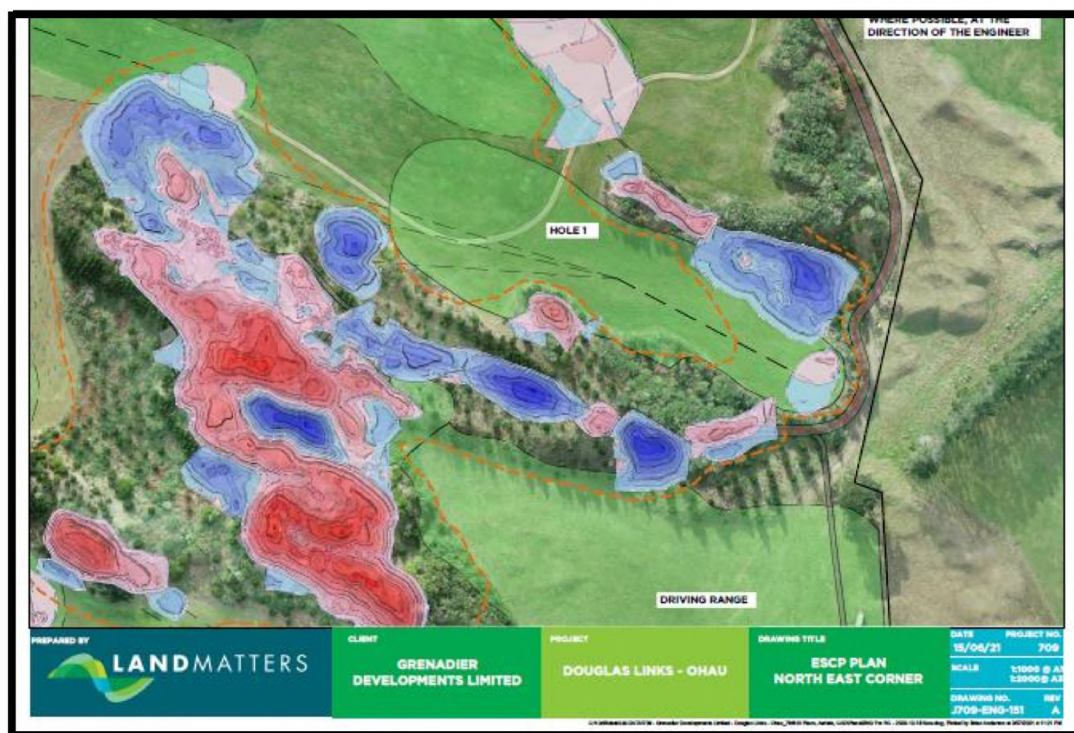 WHERE POSSIBLE, AT THE
DIRECTION OF THE ENGINEER
HOLE 1
DRIVING RANGE
PREPARED BY
LANDMATTERS
CLIENT
GRENADIER
DEVELOPMENTS LIMITED
PROJECT
DOUGLAS LINKS - OHAU
DRAWING TITLE
ESCP PLAN
NORTH EAST CORNER
DATE PROJECT NO.
15/06/21 709
SCALE 1:1000 @ A1
1:2000 @ A3
DRAWING NO. REV
J709-ENG-151 A